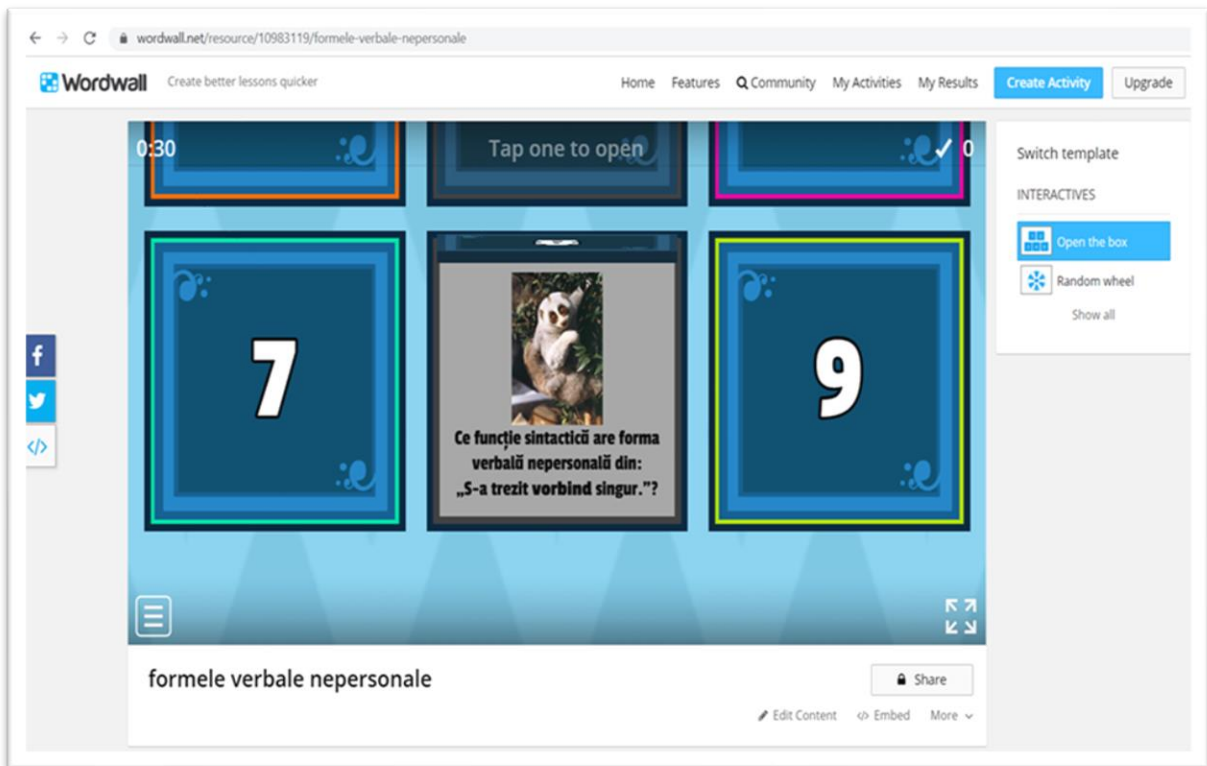 wordwall.net/resource/10983119/formele-verbale-nepersonale
Wordwall Create better lessons quicker Home Features Community My Activities My Results Create Activity Upgrade
0:30 Tap one to open 0
Switch template
INTERACTIVES
Open the box
Random wheel
Show all
7
Ce funcție sintactică are forma
verbală nepersonală din:
„S-a trezit vorbind singur.”?
9
f
</>
formele verbale nepersonale
Share
Edit Content </> Embed More